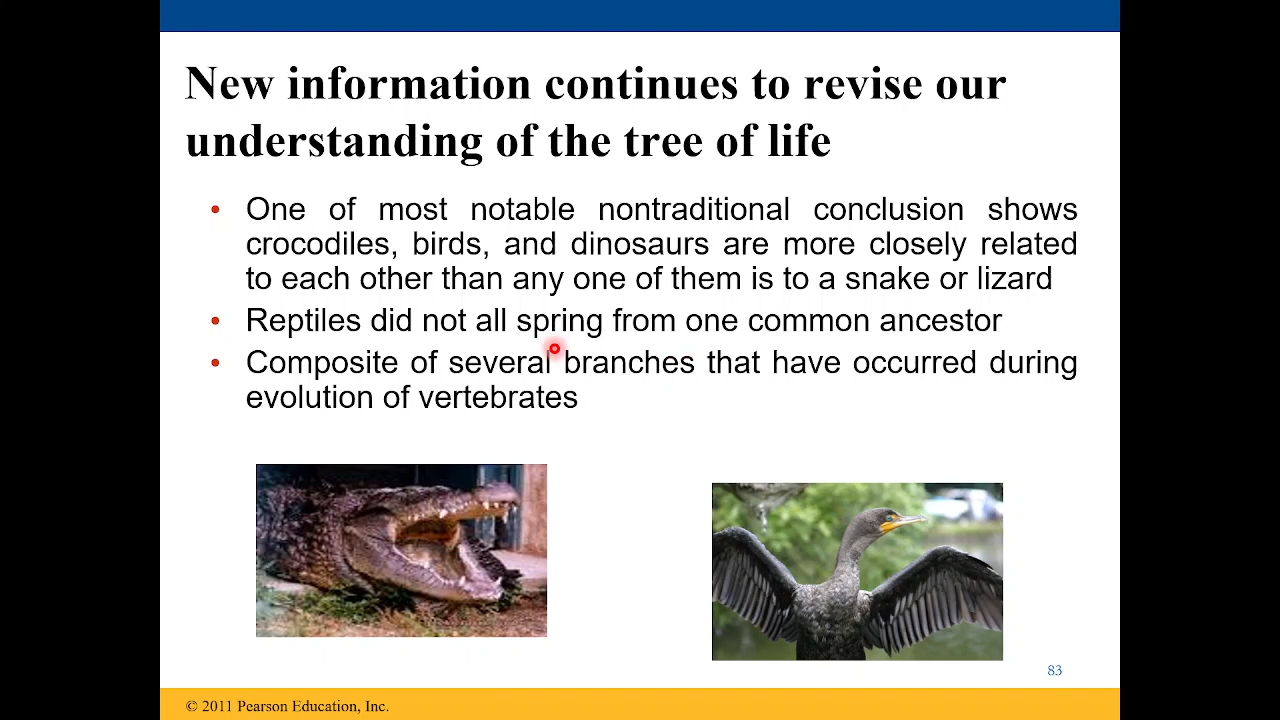 New information continues to revise our
understanding of the tree of life
• One of most notable nontraditional conclusion shows
crocodiles, birds, and dinosaurs are more closely related
to each other than any one of them is to a snake or lizard
• Reptiles did not all spring from one common ancestor
• Composite of several branches that have occurred during
evolution of vertebrates
83
© 2011 Pearson Education, Inc.